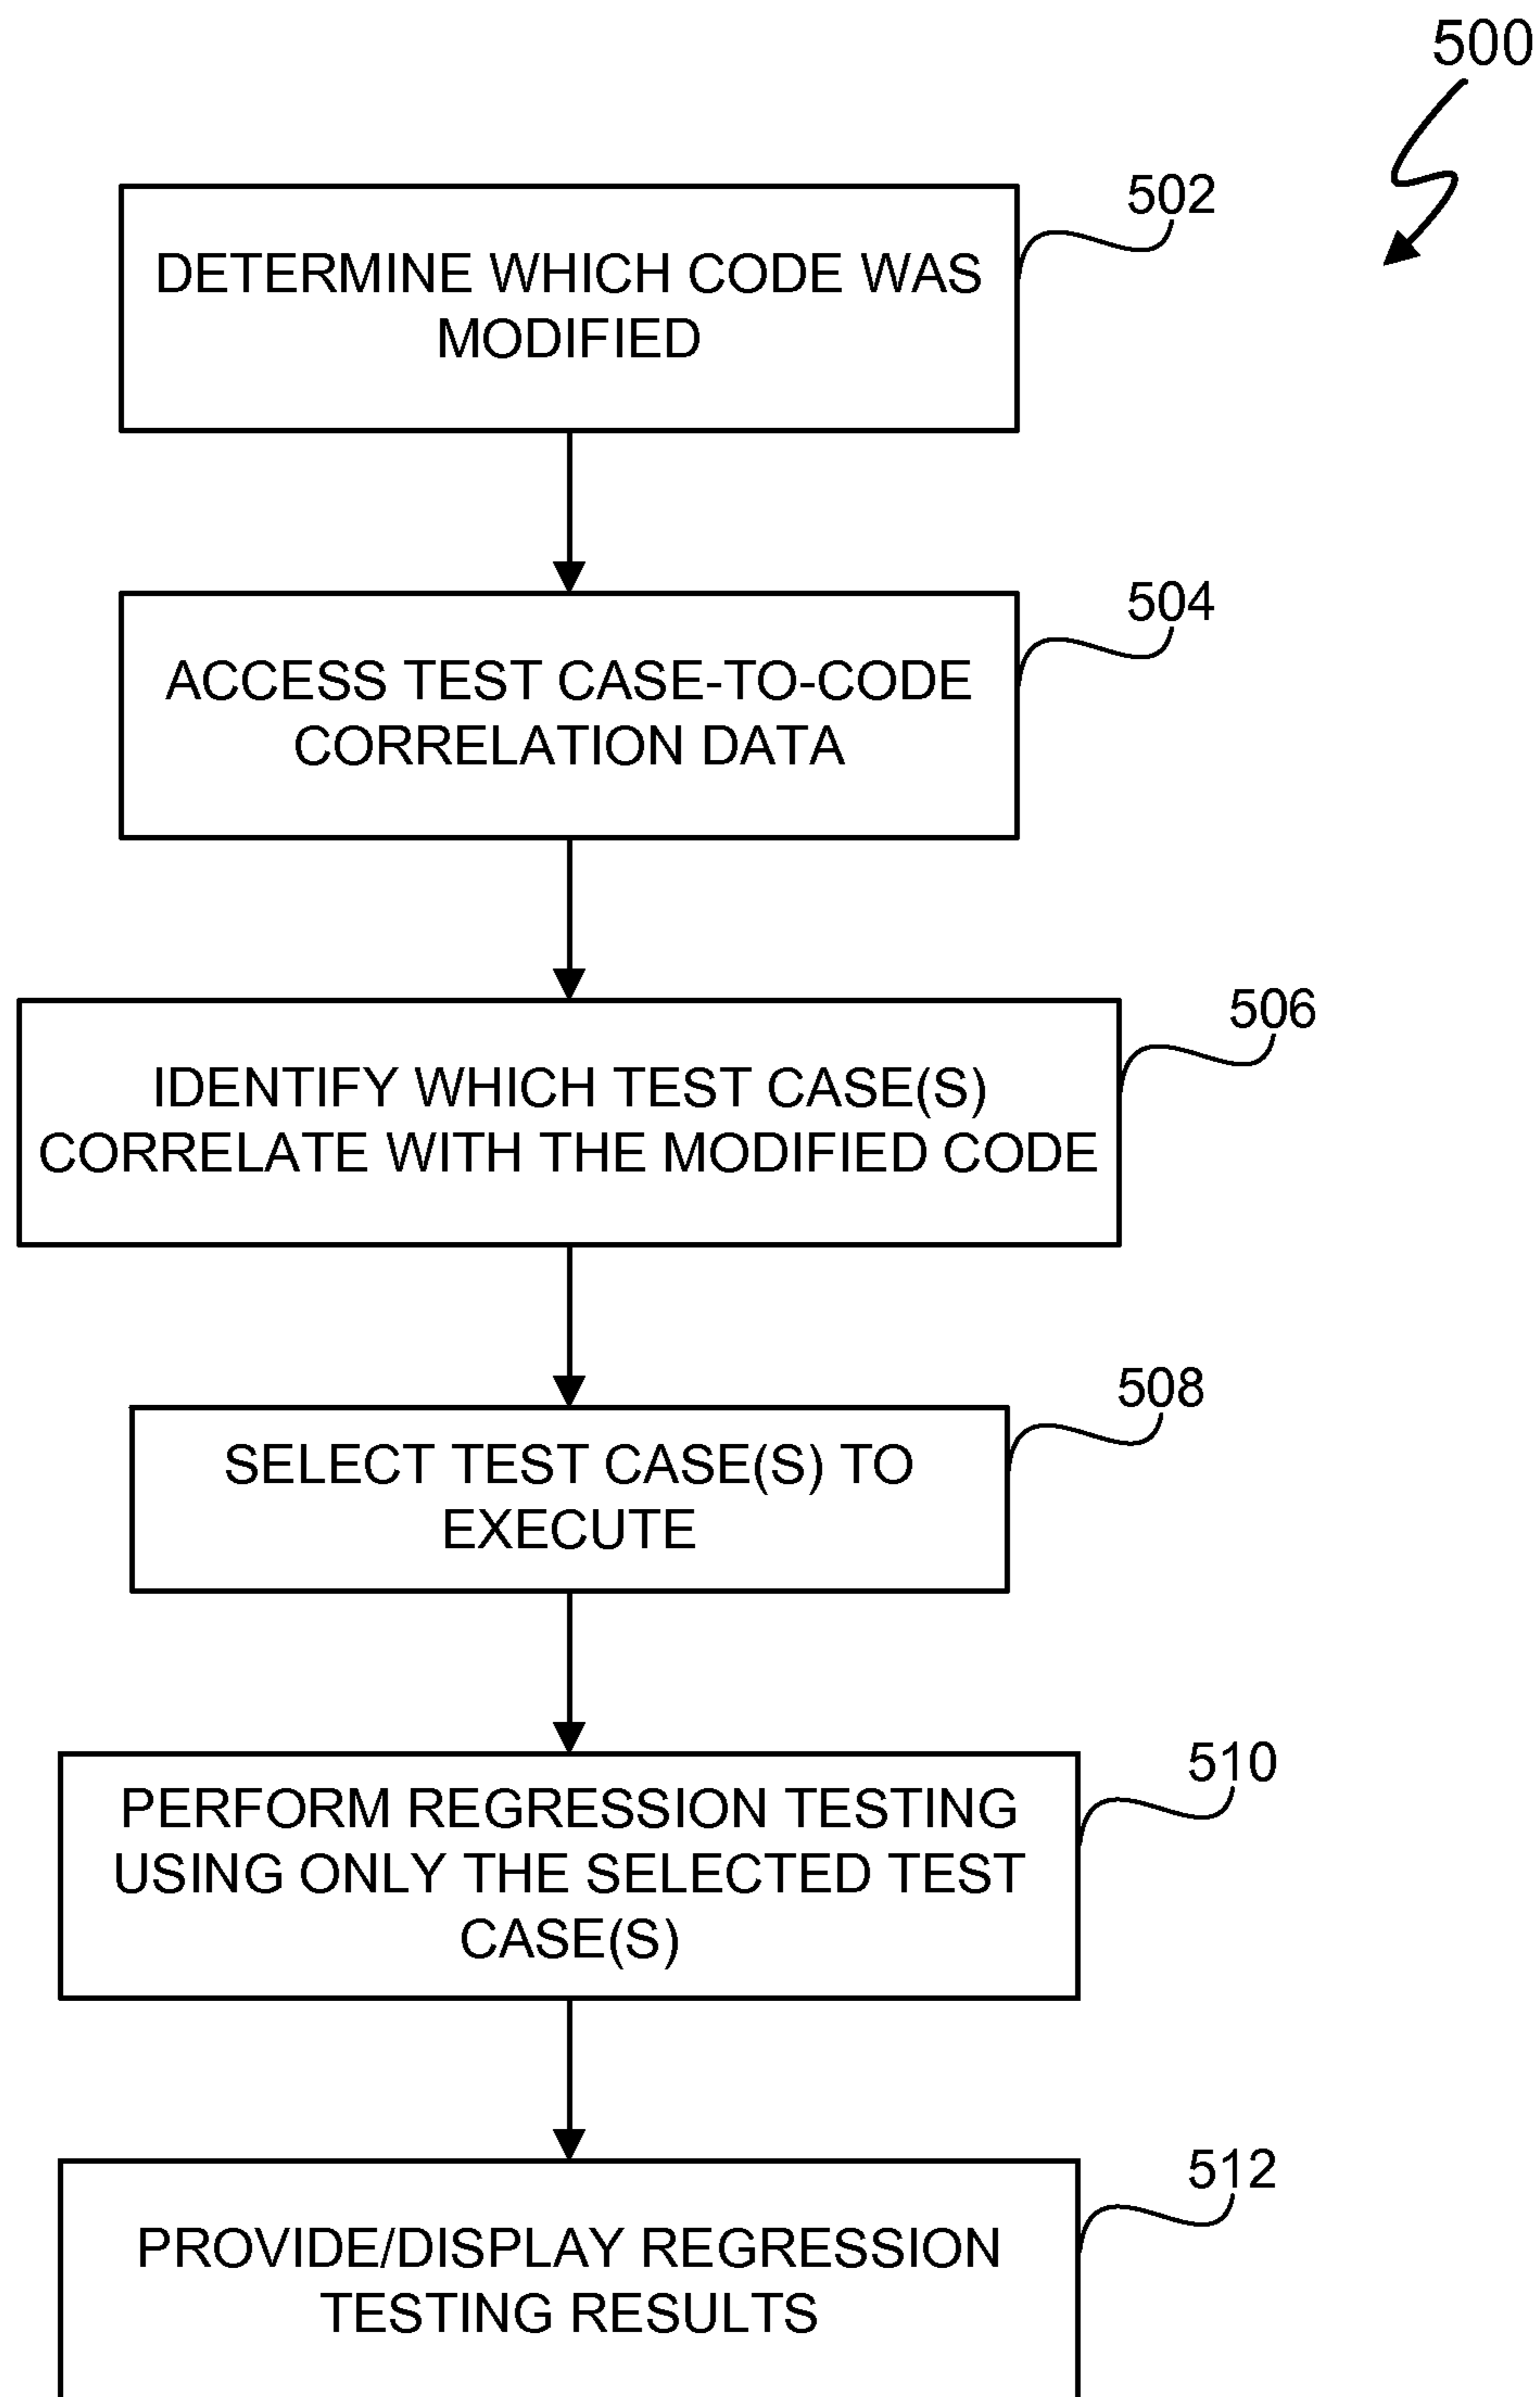 500
502
DETERMINE WHICH CODE WAS
MODIFIED
504
ACCESS TEST CASE-TO-CODE
CORRELATION DATA
506
IDENTIFY WHICH TEST CASE(S)
CORRELATE WITH THE MODIFIED CODE
508
SELECT TEST CASE(S) TO
EXECUTE
510
PERFORM REGRESSION TESTING
USING ONLY THE SELECTED TEST
CASE(S)
512
PROVIDE/DISPLAY REGRESSION
TESTING RESULTS